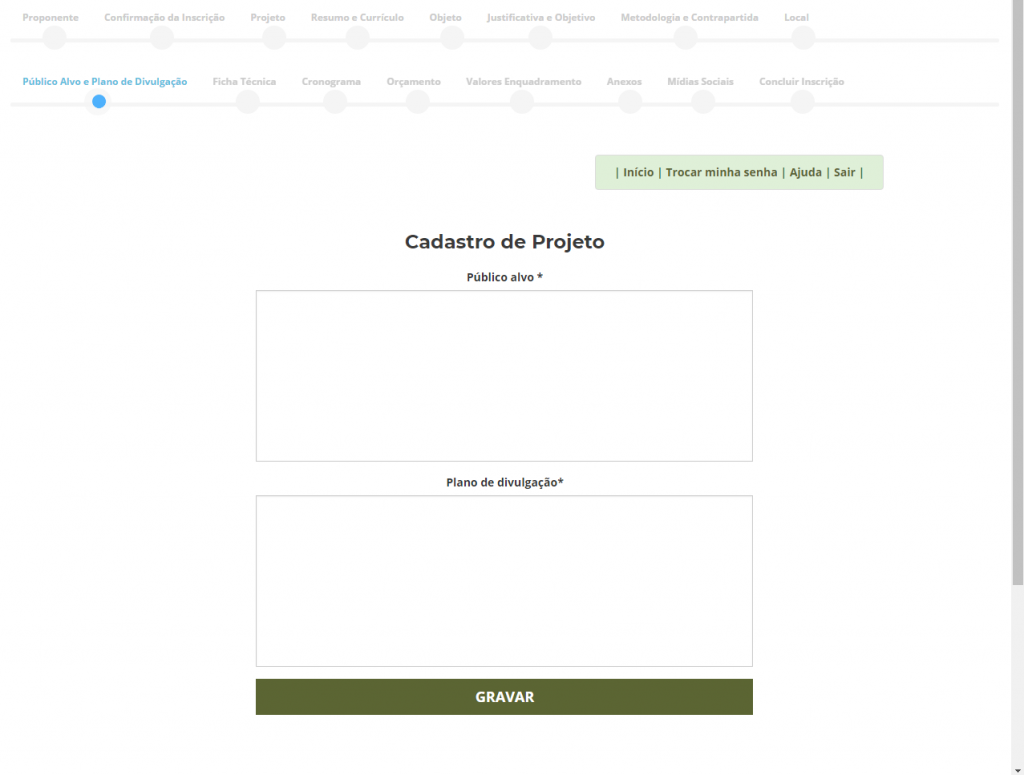 Proponente Confirmação da Inscrição Projeto Resumo e Currículo Objeto Justificativa e Objetivo Metodologia e Contrapartida Local
Público Alvo e Plano de Divulgação Ficha Técnica Cronograma Orçamento Valores Enquadramento Anexos Mídias Sociais Concluir Inscrição
| Início | Trocar minha senha | Ajuda | Sair |
Cadastro de Projeto
Público alvo *
Plano de divulgação*
GRAVAR